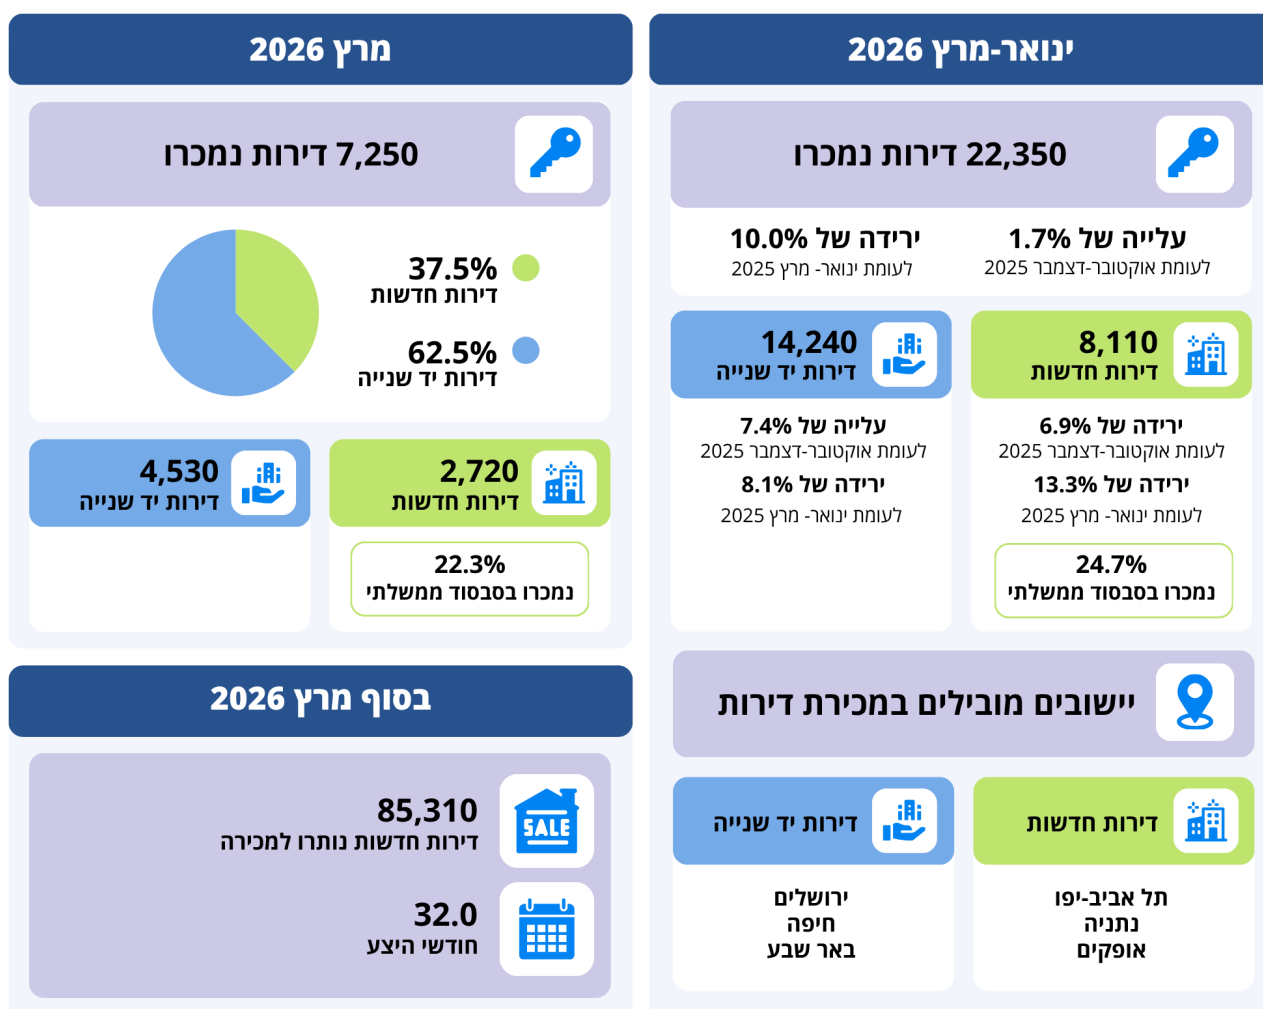 ינואר-מרץ 2026
22,350 דירות נמכרו
עלייה של 1.7%
לעומת אוקטובר-דצמבר 2025
ירידה של 10.0%
לעומת ינואר- מרץ 2025
8,110
דירות חדשות
ירידה של 6.9%
לעומת אוקטובר-דצמבר 2025
ירידה של 13.3%
לעומת ינואר- מרץ 2025
24.7%
נמכרו בסבסוד ממשלתי
14,240
דירות יד שנייה
עלייה של 7.4%
לעומת אוקטובר-דצמבר 2025
ירידה של 8.1%
לעומת ינואר- מרץ 2025
יישובים מובילים במכירת דירות
דירות חדשות
תל אביב-יפו
נתניה
אופקים
דירות יד שנייה
ירושלים
חיפה
באר שבע
מרץ 2026
7,250 דירות נמכרו
37.5%
דירות חדשות
62.5%
דירות יד שנייה
2,720
דירות חדשות
22.3%
נמכרו בסבסוד ממשלתי
4,530
דירות יד שנייה
בסוף מרץ 2026
SALE
85,310
דירות חדשות נותרו למכירה
32.0
חודשי היצע